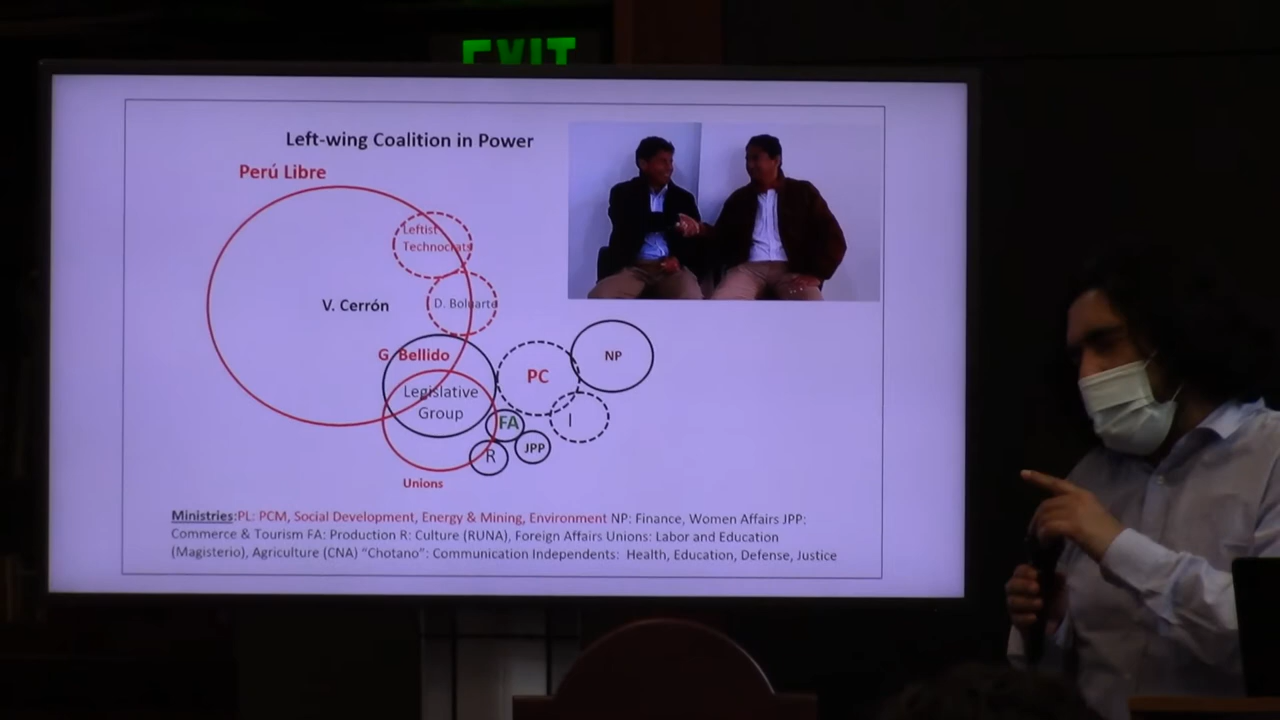 EXIT
Left-wing Coalition in Power
Perú Libre
Leftist
Technocrats
V. Cerrón
D. Boluarte
G. Bellido
Legislative
Group
PC
NP
I
FA
JPP
R
Unions
Ministries:PL: PCM, Social Development, Energy & Mining, Environment NP: Finance, Women Affairs JPP:
Commerce & Tourism FA: Production R: Culture (RUNA), Foreign Affairs Unions: Labor and Education
(Magisterio), Agriculture (CNA) “Chotano”: Communication Independents: Health, Education, Defense, Justice